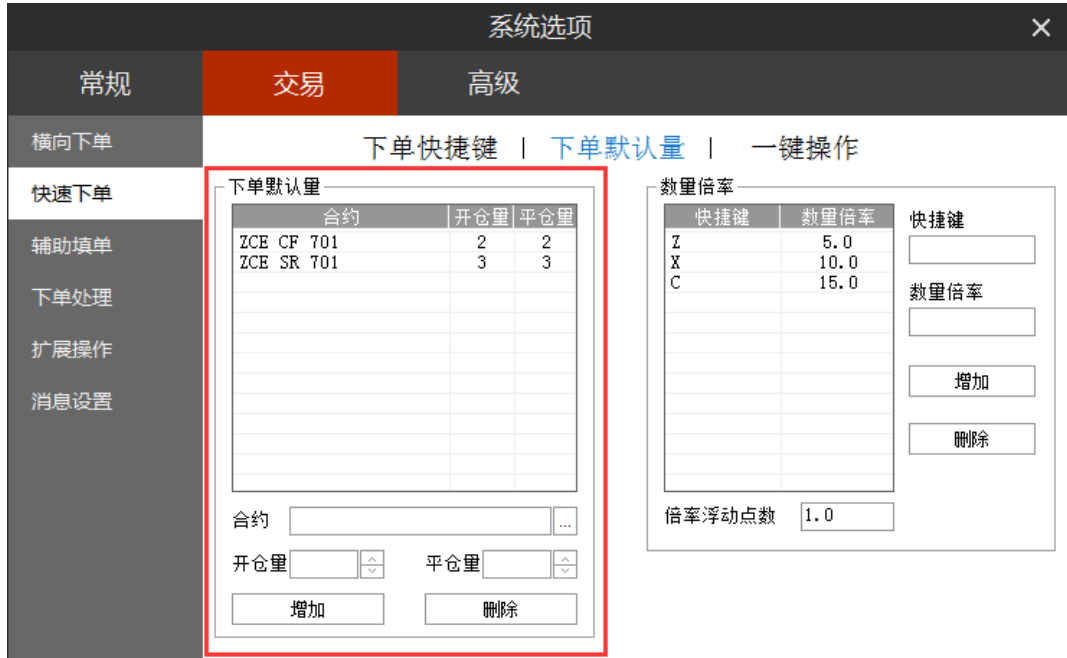 系统选项
常规 交易 高级
横向下单
快速下单
辅助填单
下单处理
扩展操作
消息设置
下单快捷键 | 下单默认量 | 一键操作
下单默认量
合约 开仓量 平仓量
ZCE CF 701 2 2
ZCE SR 701 3 3
合约 ...
开仓量 平仓量
增加 删除
数量倍率
快捷键 数量倍率
Z 5.0
X 10.0
C 15.0
快捷键
数量倍率
增加
删除
倍率浮动点数 1.0